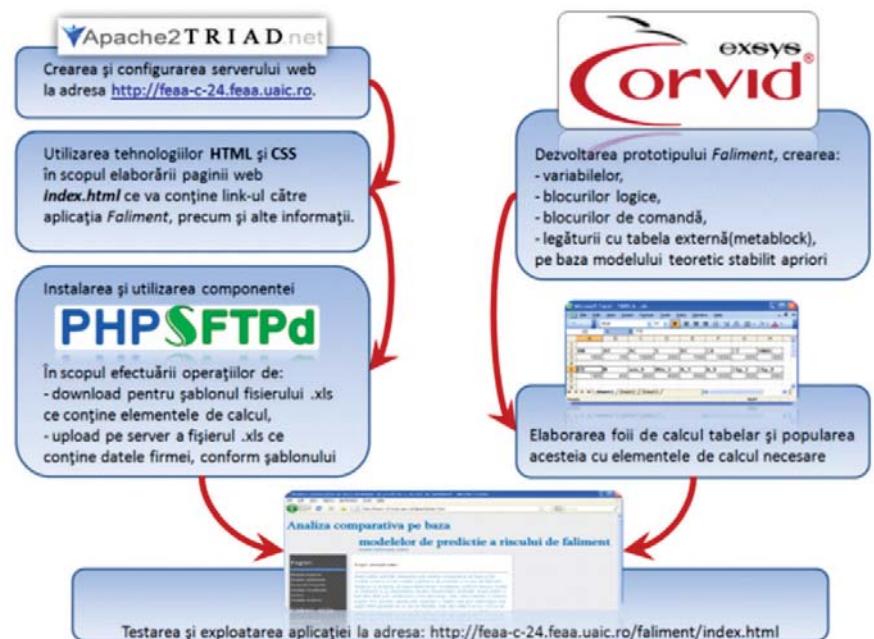 Apache2TRIAD.net
Crearea şi configurarea serverului web
la adresa http://feaa-c-24.feaa.uaic.ro.
Utilizarea tehnologiilor HTML şi CSS
în scopul elaborării paginii web
index.html ce va conţine link-ul către
aplicaţia Faliment, precum şi alte informaţii.
Instalarea şi utilizarea componentei
PHPSFTPd
În scopul efectuării operaţiilor de:
- download pentru şablonul fisierului .xls
ce conţine elementele de calcul,
- upload pe server a fişierul .xls ce
conţine datele firmei, conform şablonului
exsys
Corvid®
Dezvoltarea prototipului Faliment, crearea:
- variabilelor,
- blocurilor logice,
- blocurilor de comandă,
- legăturii cu tabela externă(metablock),
pe baza modelului teoretic stabilit apriori
Elaborarea foii de calcul tabelar şi popularea
acesteia cu elementele de calcul necesare
Analiza comparativa pe baza
modelelor de predictie a riscului de faliment
Testarea şi exploatarea aplicaţiei la adresa: http://feaa-c-24.feaa.uaic.ro/faliment/index.html